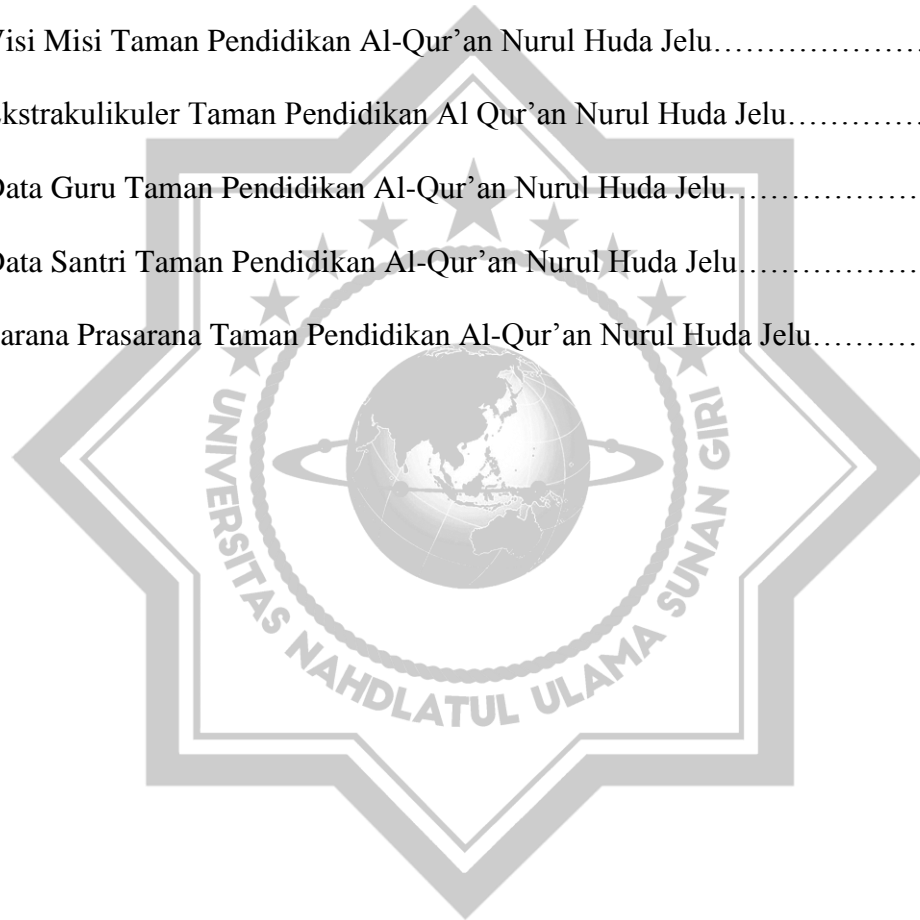 Visi Misi Taman Pendidikan Al-Qur’an Nurul Huda Jelu…………………
kstrakulikuler Taman Pendidikan Al Qur’an Nurul Huda Jelu……………
Data Guru Taman Pendidikan Al-Qur’an Nurul Huda Jelu…………………
Data Santri Taman Pendidikan Al-Qur’an Nurul Huda Jelu…………………
arana Prasarana Taman Pendidikan Al-Qur’an Nurul Huda Jelu…………
UNIVERSITAS NAHDLATUL ULAMA SUNAN GIRI